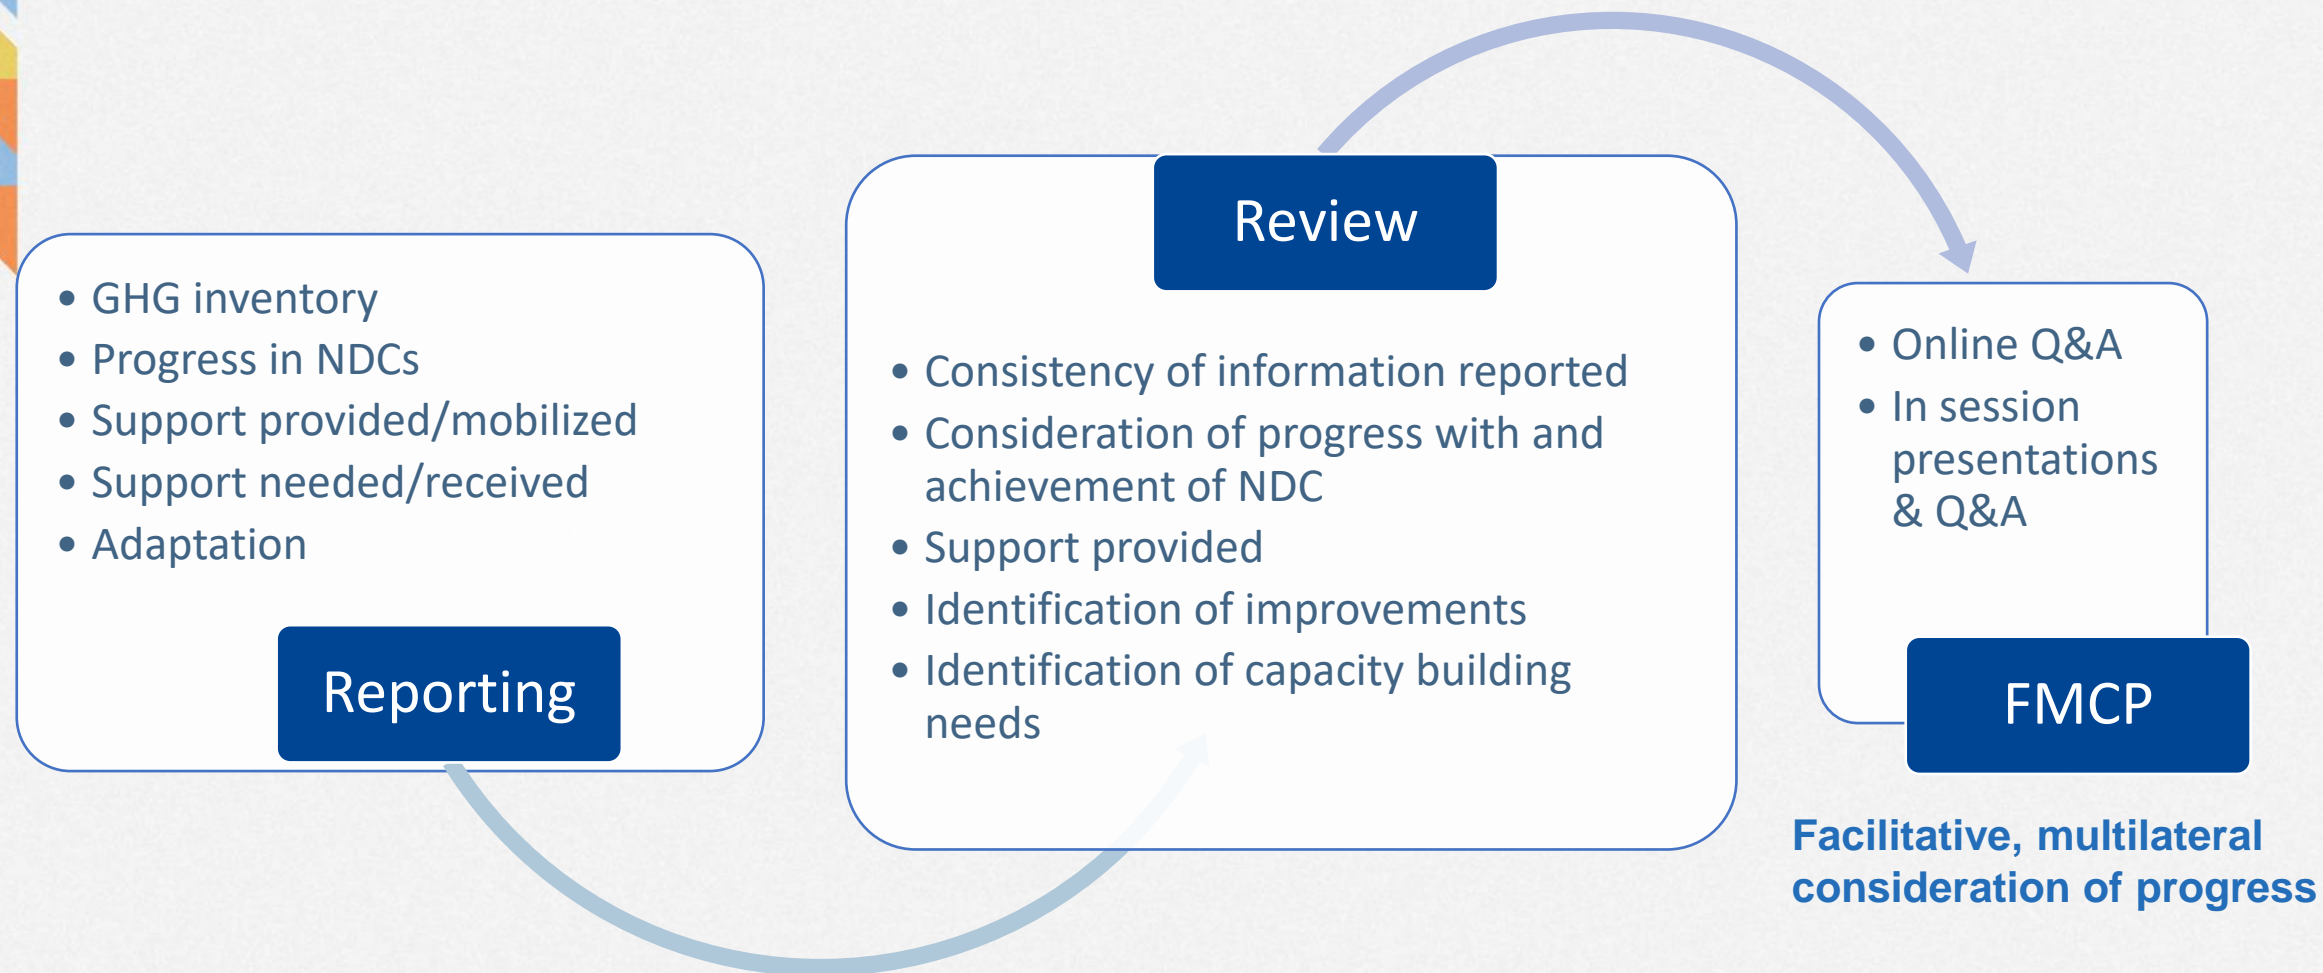 • GHG inventory
• Progress in NDCs
• Support provided/mobilized
• Support needed/received
• Adaptation
Reporting
Review
• Consistency of information reported
• Consideration of progress with and
achievement of NDC
• Support provided
• Identification of improvements
• Identification of capacity building
needs
• Online Q&A
• In session
presentations
& Q&A
FMCP
Facilitative, multilateral
consideration of progress